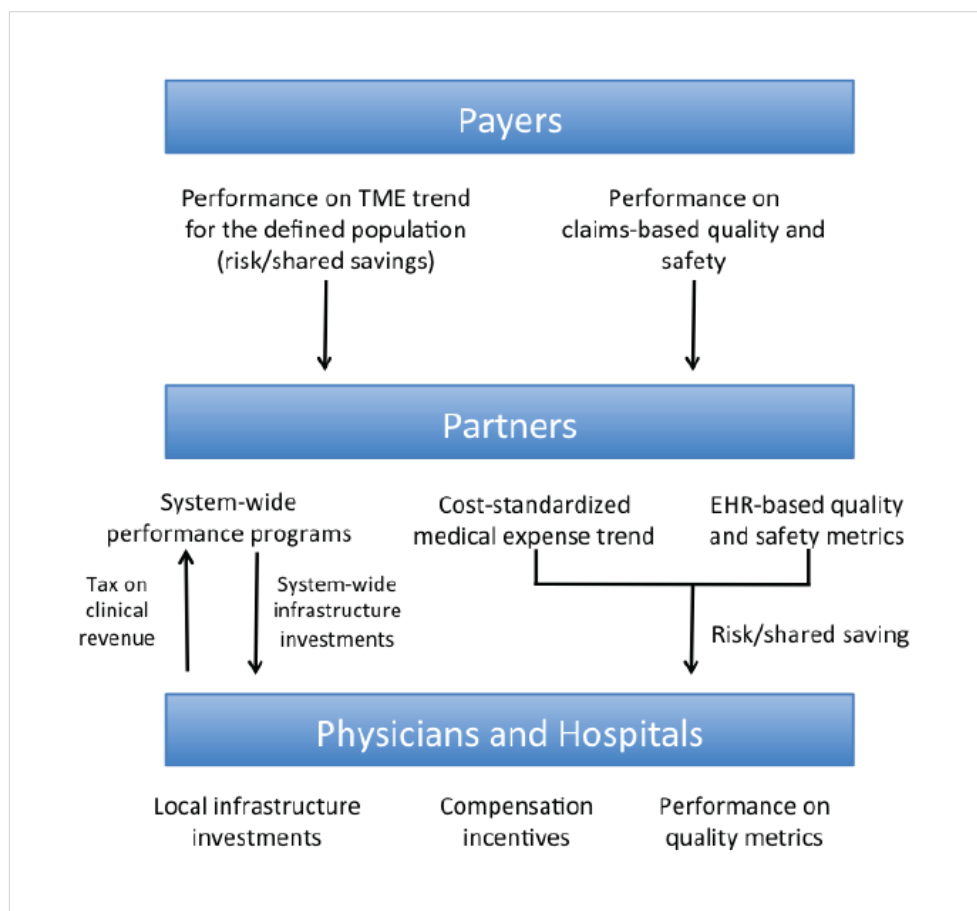 Payers
Performance on TME trend
for the defined population
(risk/shared savings)
Performance on
claims-based quality and
safety
Partners
System-wide
performance programs
Cost-standardized
medical expense trend
EHR-based quality
and safety metrics
Tax on
clinical
revenue
System-wide
infrastructure
investments
Risk/shared saving
Physicians and Hospitals
Local infrastructure
investments
Compensation
incentives
Performance on
quality metrics